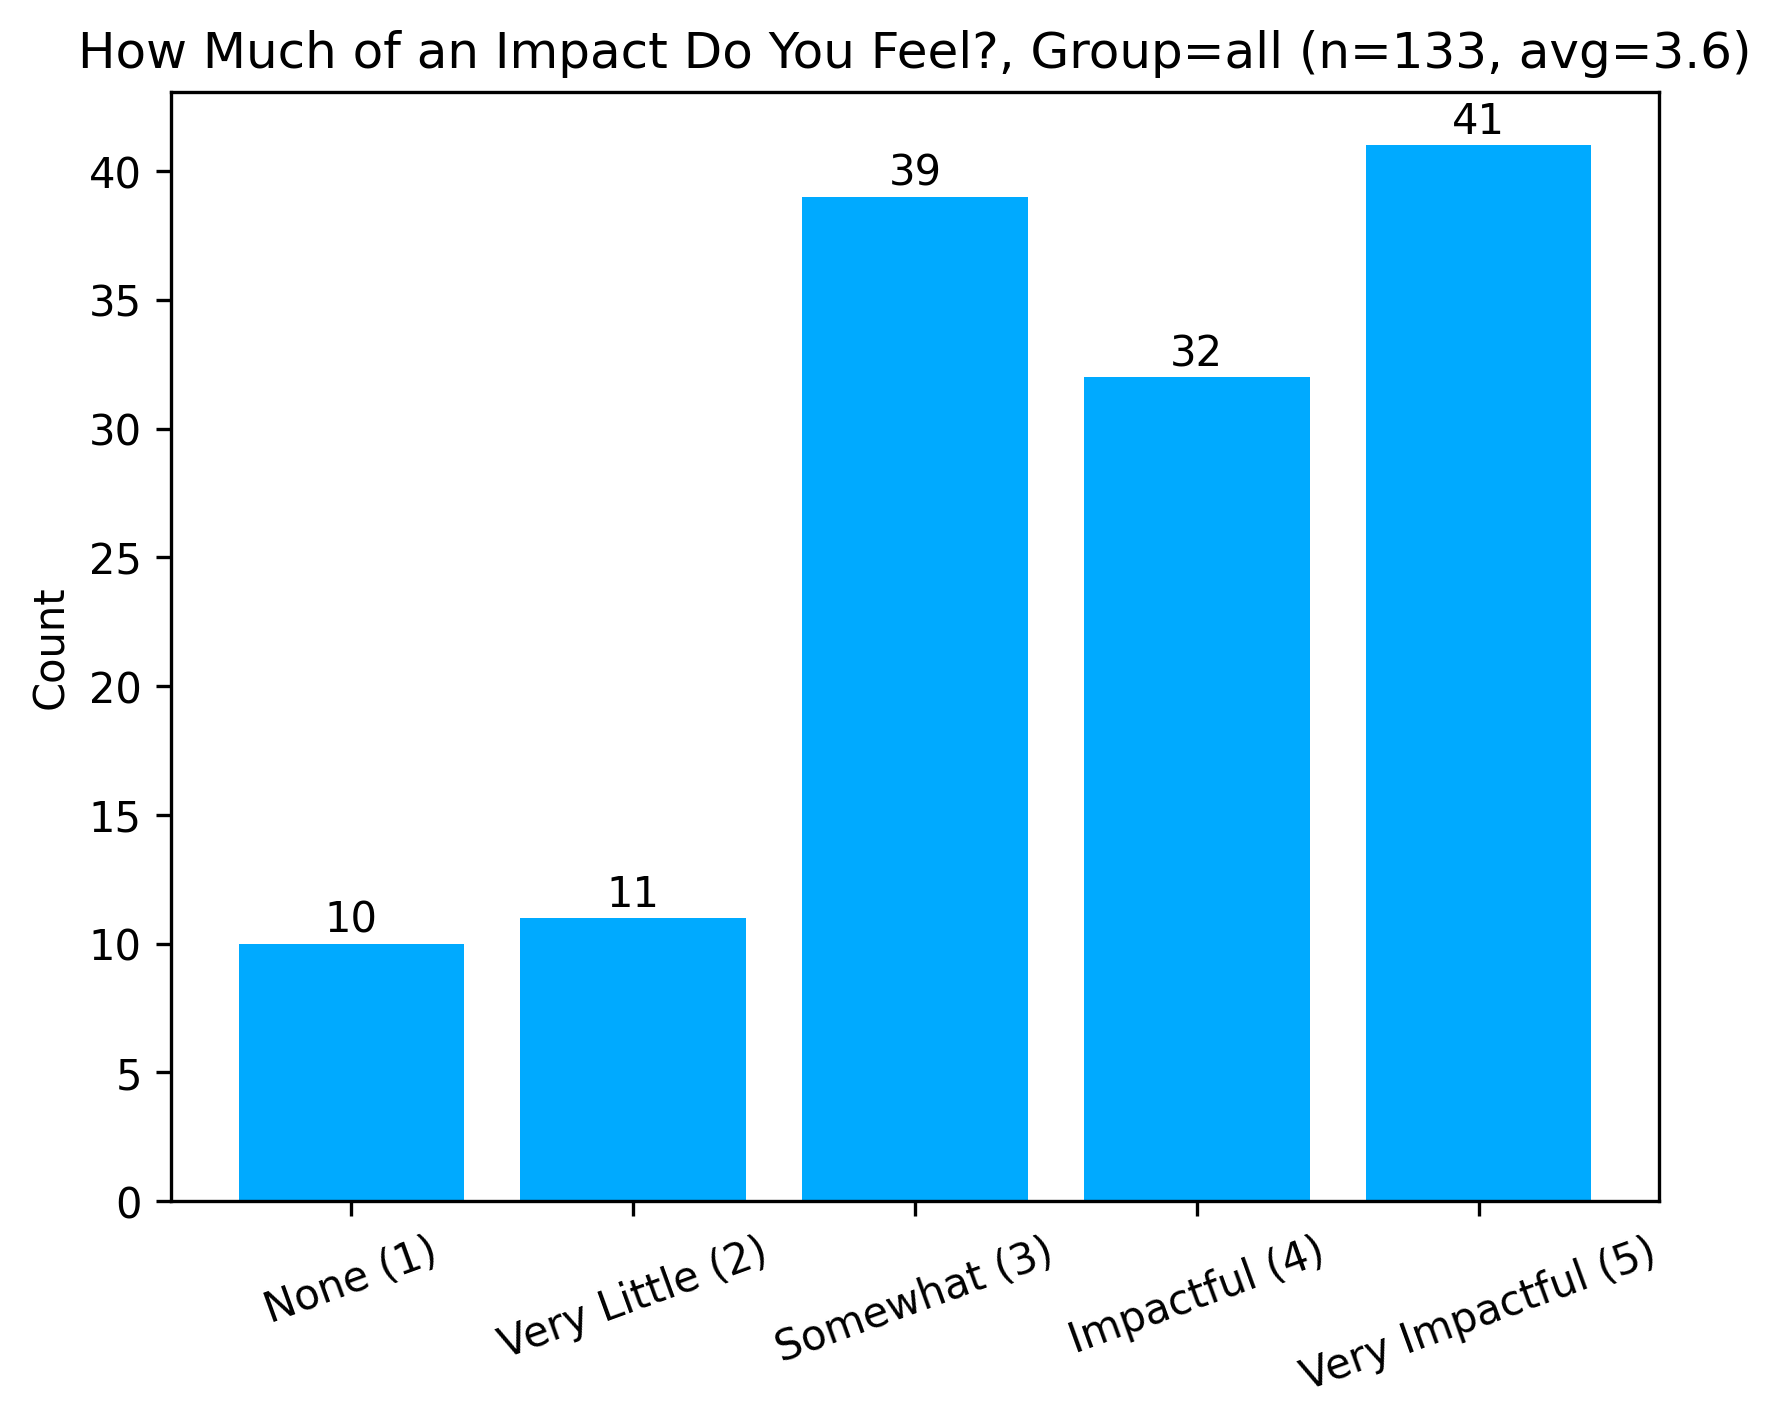 How Much of an Impact Do You Feel?, Group=all (n=133, avg=3.6)
41
40
39
35
32
30
25
Count
20
15
11
10
10
5
0
None (1)
Very Little (2)
Somewhat (3)
Impactful (4)
Very Impactful (5)